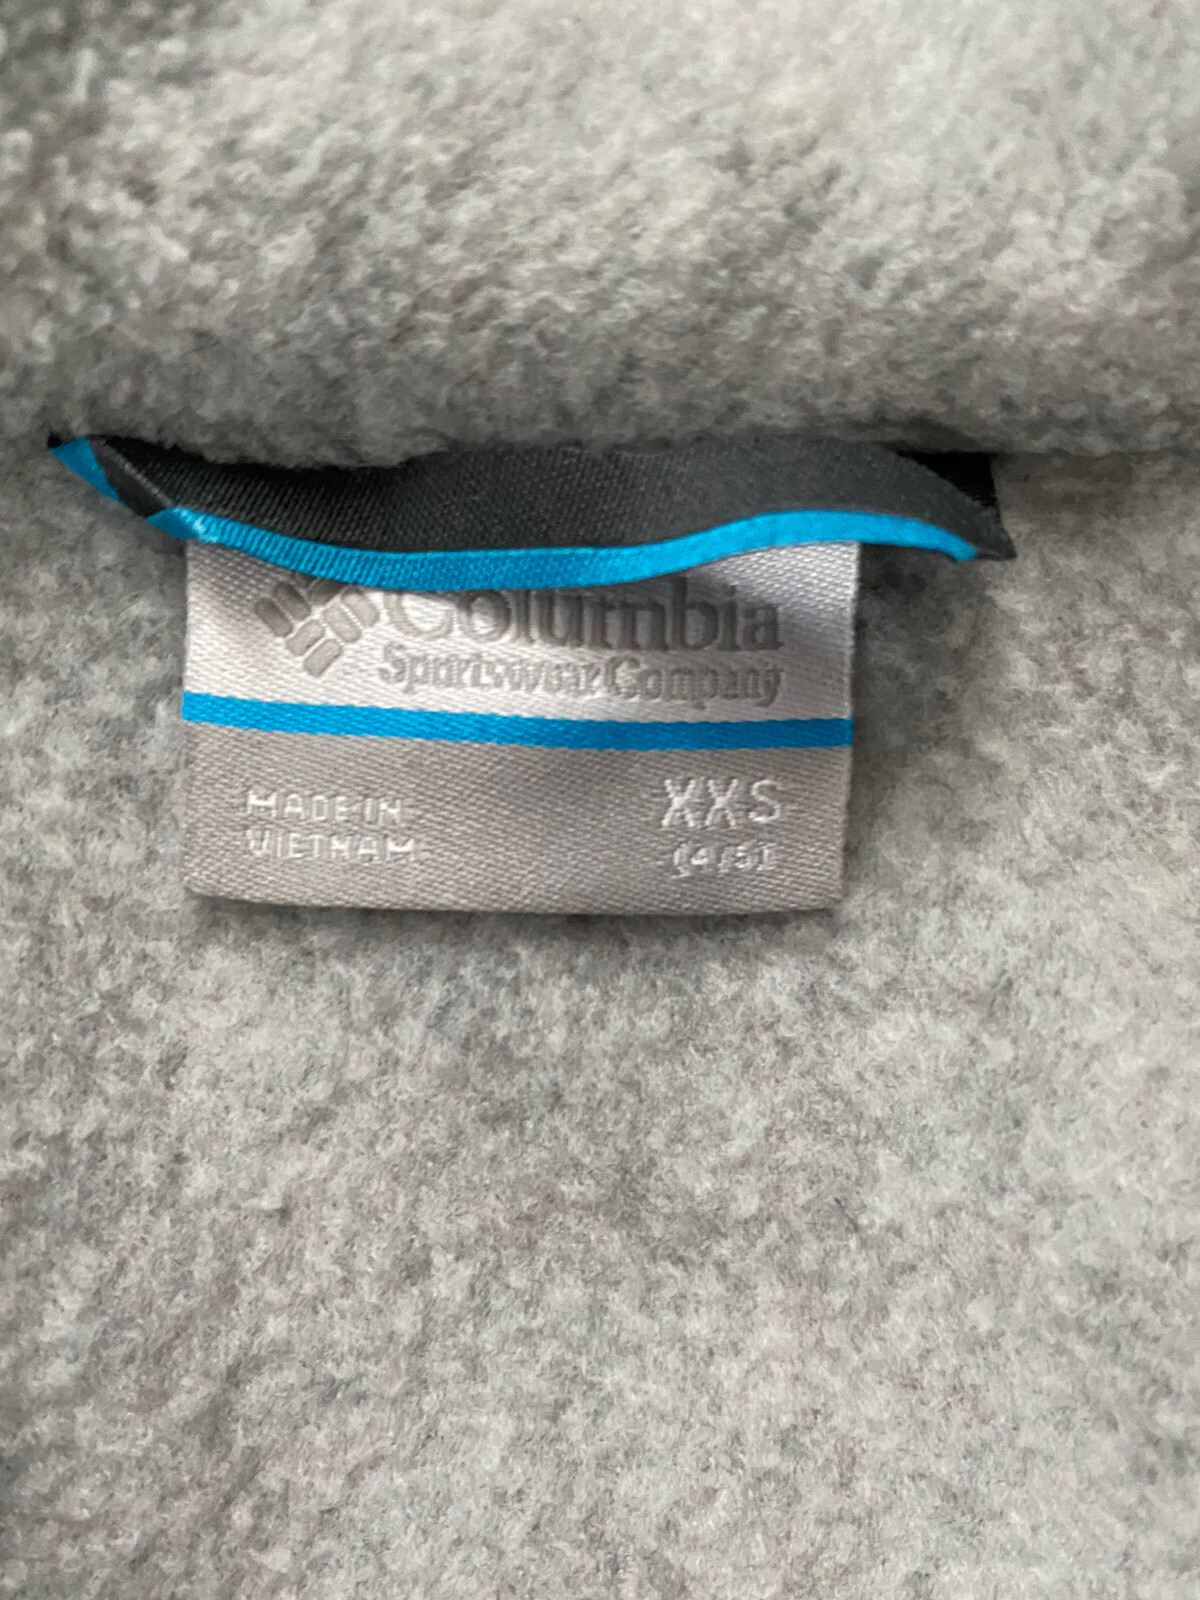 Columbia
Sportswear Company
MADE IN
VIETNAM
XXS
(4/5)